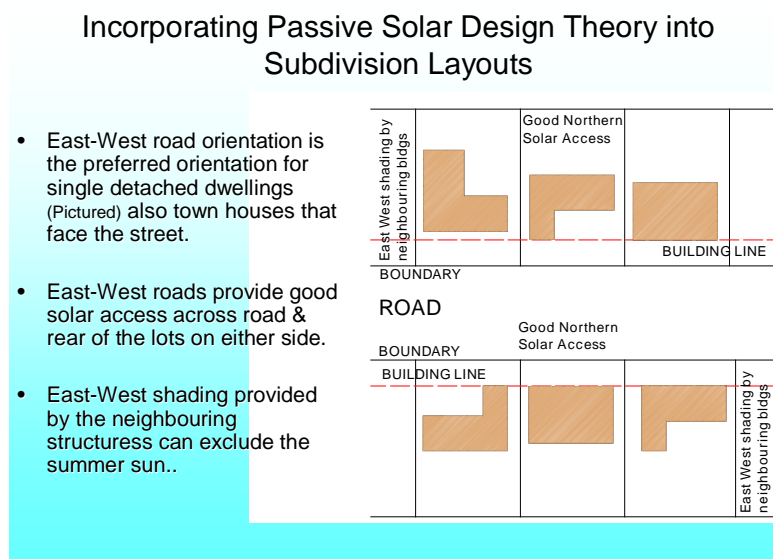 Incorporating Passive Solar Design Theory into
Subdivision Layouts
• East-West road orientation is
the preferred orientation for
single detached dwellings
(Pictured) also town houses that
face the street.
• East-West roads provide good
solar access across road &
rear of the lots on either side.
• East-West shading provided
by the neighbouring
structuress can exclude the
summer sun..
East West shading by
neighbouring bldgs
Good Northern
Solar Access
BUILDING LINE
BOUNDARY
ROAD
Good Northern
Solar Access
BOUNDARY
BUILDING LINE
East West shading by
neighbouring bldgs